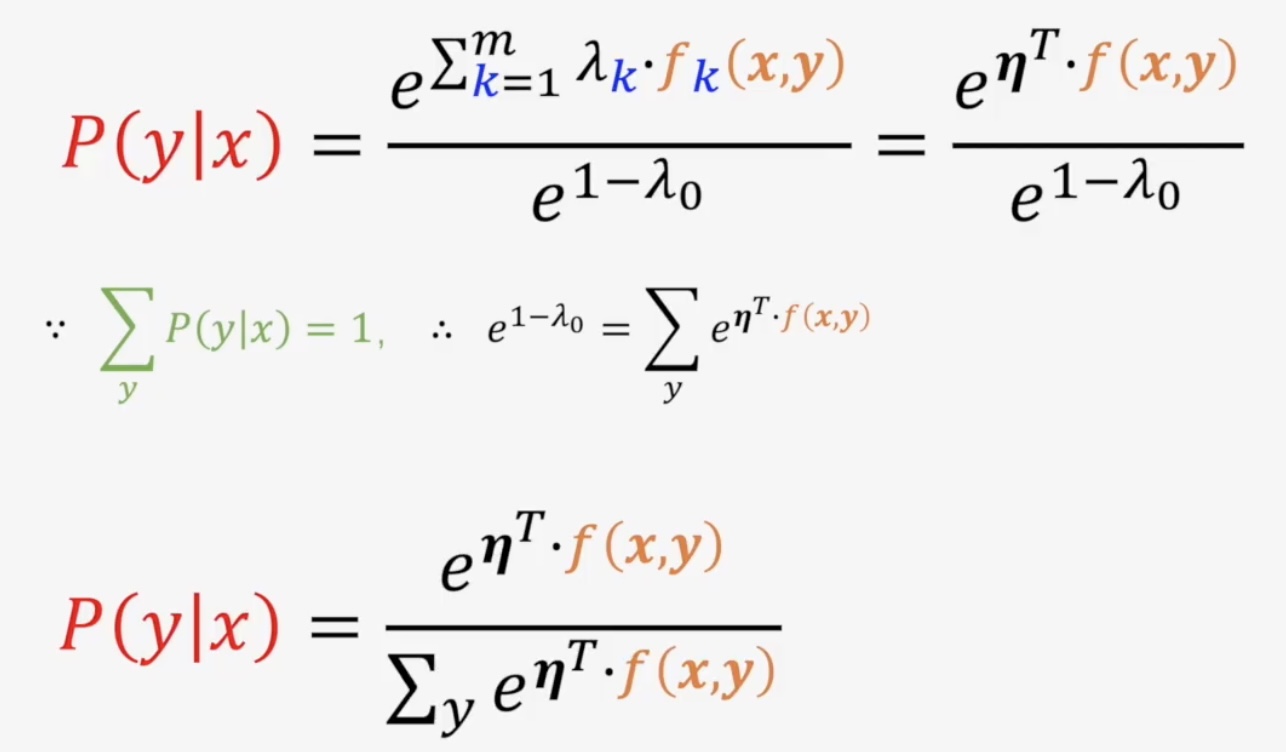 P(y|x) = e^{∑_{k=1}^{m} λ_k·f_k(x,y)} / e^{1−λ_0} = e^{η^T·f(x,y)} / e^{1−λ_0}
∵ ∑_y P(y|x) = 1, ∴ e^{1−λ_0} = ∑_y e^{η^T·f(x,y)}
P(y|x) = e^{η^T·f(x,y)} / ∑_y e^{η^T·f(x,y)}